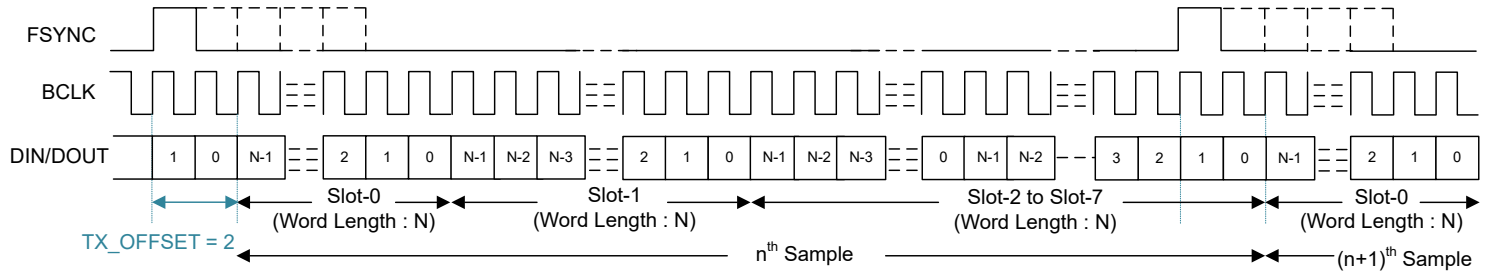 FSYNC
BCLK
DIN/DOUT 1 0 N-1 2 1 0 N-1 N-2 N-3 2 1 0 N-1 N-2 N-3 0 N-1 N-2 3 2 1 0 N-1 2 1 0
Slot-0 Slot-1 Slot-2 to Slot-7 Slot-0
(Word Length : N) (Word Length : N) (Word Length : N) (Word Length : N)
TX_OFFSET = 2
nth Sample (n+1)th Sample